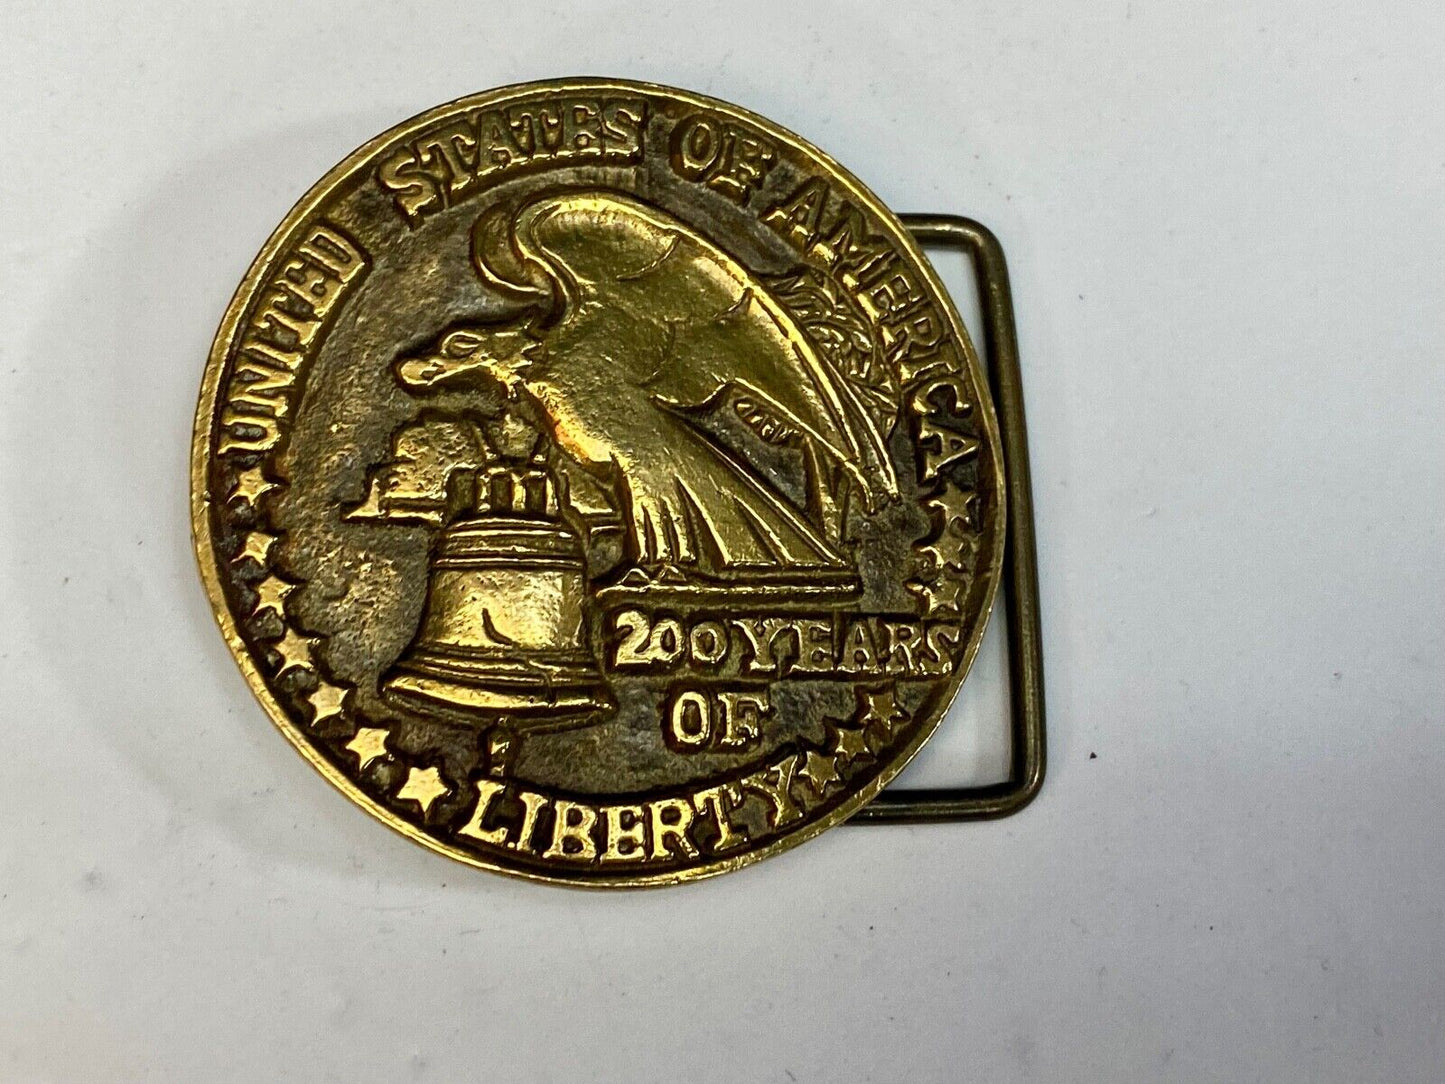 UNITED STATES OF AMERICA
200 YEARS
OF
LIBERTY